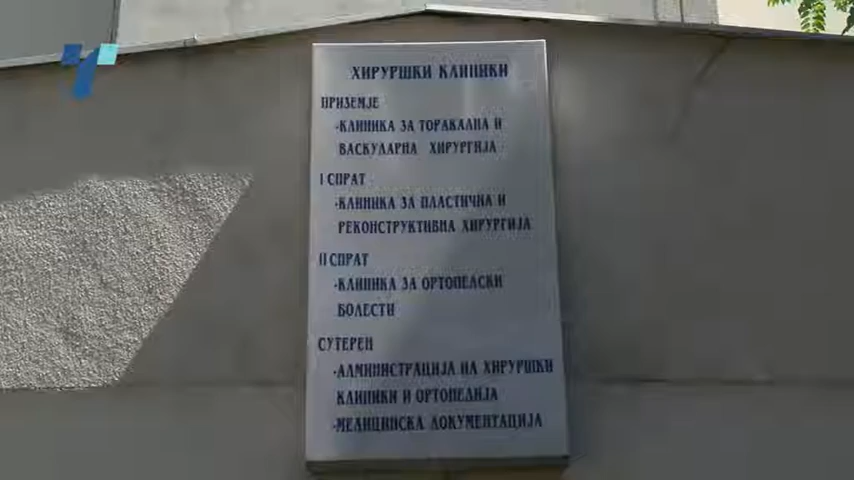 ХИРУРШКИ КЛИНИКИ
ПРИЗЕМЈЕ
-КЛИНИКА ЗА ТОРАКАЛНА И
ВАСКУЛАРНА ХИРУРГИЈА
I СПРАТ
-КЛИНИКА ЗА ПЛАСТИЧНА И
РЕКОНСТРУКТИВНА ХИРУРГИЈА
II СПРАТ
-КЛИНИКА ЗА ОРТОПЕДСКИ
БОЛЕСТИ
СУТЕРЕН
-АДМИНИСТРАЦИЈА НА ХИРУРШКИ
КЛИНИКИ И ОРТОПЕДИЈА
-МЕДИЦИНСКА ДОКУМЕНТАЦИЈА